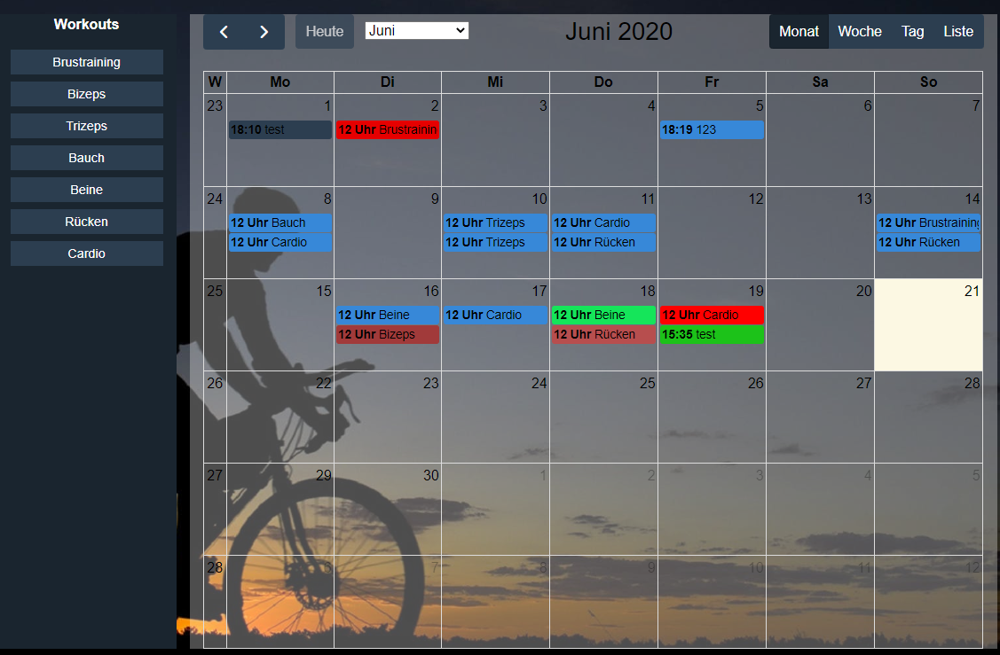 Workouts
Brustraining
Bizeps
Trizeps
Bauch
Beine
Rücken
Cardio
Heute
Juni
Juni 2020
Monat Woche Tag Liste
W Mo Di Mi Do Fr Sa So
23 1 2 3 4 5 6 7
18:10 test 12 Uhr Brustrainin 18:19 123
24 8 9 10 11 12 13 14
12 Uhr Bauch 12 Uhr Trizeps 12 Uhr Cardio 12 Uhr Brustraining
12 Uhr Cardio 12 Uhr Trizeps 12 Uhr Rücken 12 Uhr Rücken
25 15 16 17 18 19 20 21
12 Uhr Beine 12 Uhr Cardio 12 Uhr Beine 12 Uhr Cardio
12 Uhr Bizeps 12 Uhr Rücken 15:35 test
26 22 23 24 25 26 27 28
27 29 30 1 2 3 4 5
28 6 7 8 9 10 11 12